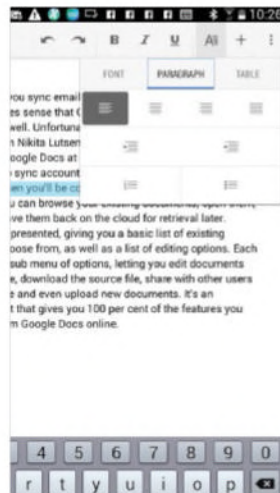 10:28
B I U A
FONT PARAGRAPH TABLE
you sync email
es sense that
well. Unfortuna
Nikita Lutsen
oogle Docs at
sync account
en you'll be
u can browse your existing documents, open them,
ve them back on the cloud for retrieval later.
presented, giving you a basic list of existing
oose from, as well as a list of editing options. Each
sub menu of options, letting you edit documents
e, download the source file, share with other users
e and even upload new documents. It's an
t that gives you 100 per cent of the features you
m Google Docs online.
4 5 6 7 8 9 0
r t y u i o p